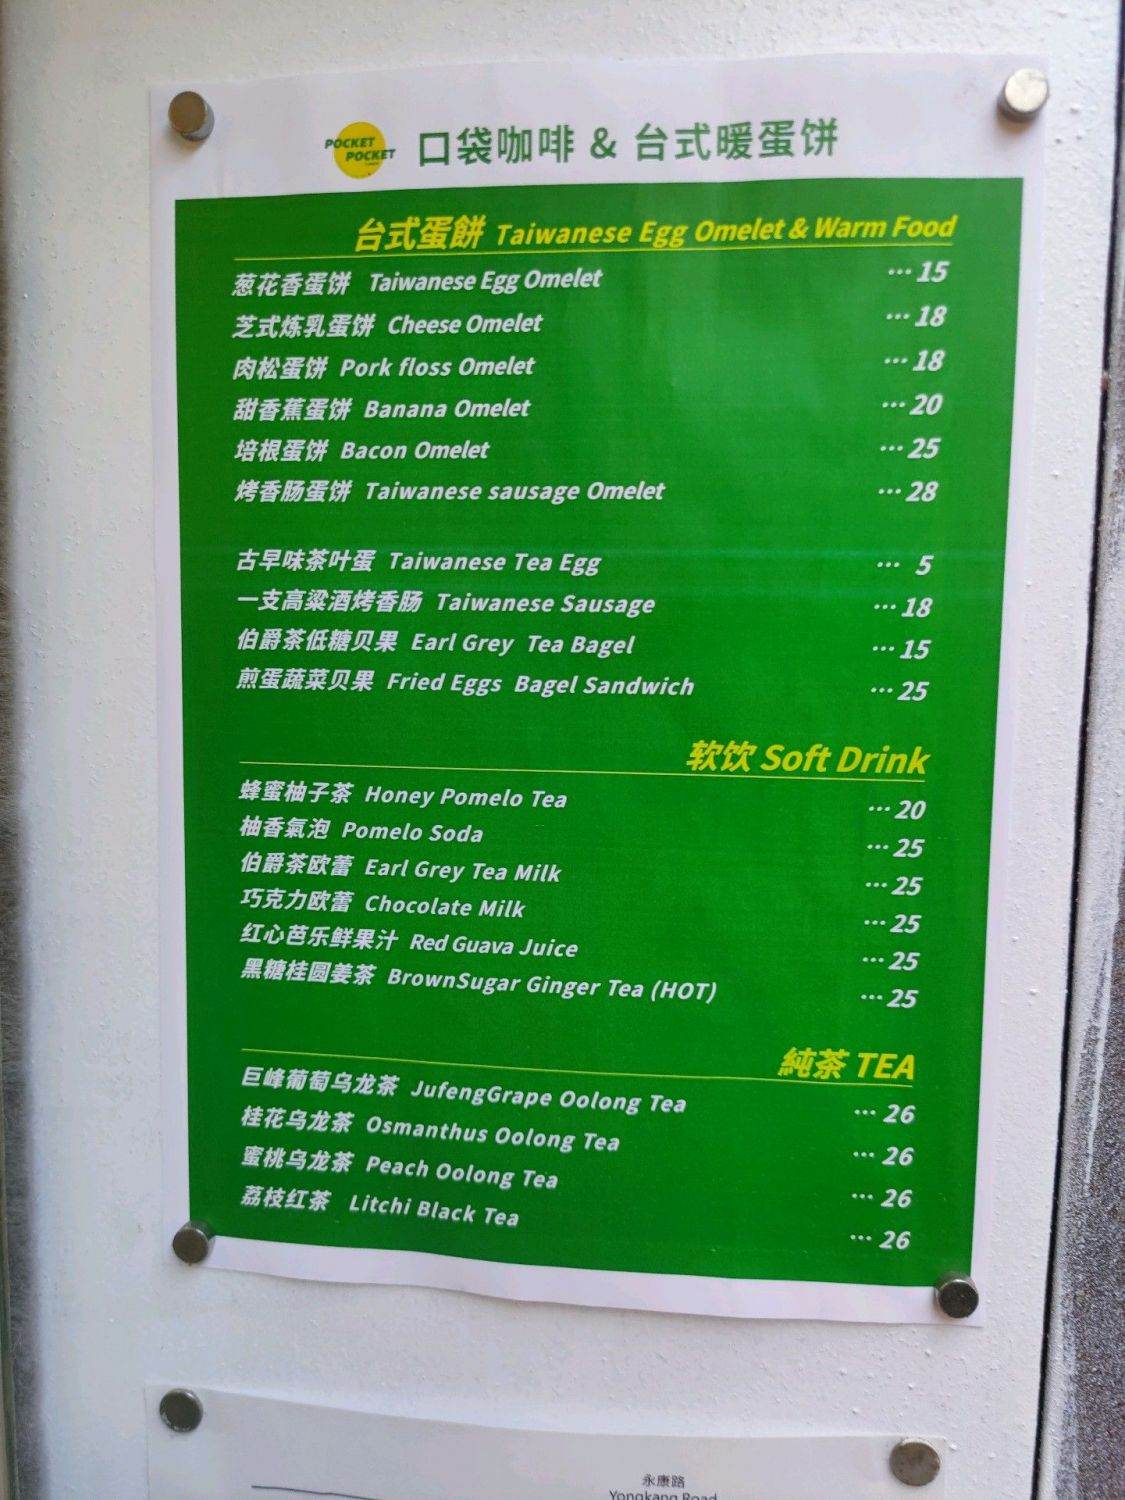 POCKET
POCKET
口袋咖啡 & 台式暖蛋饼
台式蛋餅 Taiwanese Egg Omelet & Warm Food
葱花香蛋饼 Taiwanese Egg Omelet ··· 15
芝式炼乳蛋饼 Cheese Omelet ··· 18
肉松蛋饼 Pork floss Omelet ··· 18
甜香蕉蛋饼 Banana Omelet ··· 20
培根蛋饼 Bacon Omelet ··· 25
烤香肠蛋饼 Taiwanese sausage Omelet ··· 28
古早味茶叶蛋 Taiwanese Tea Egg ··· 5
一支高粱酒烤香肠 Taiwanese Sausage ··· 18
伯爵茶低糖贝果 Earl Grey Tea Bagel ··· 15
煎蛋蔬菜贝果 Fried Eggs Bagel Sandwich ··· 25
软饮 Soft Drink
蜂蜜柚子茶 Honey Pomelo Tea ··· 20
柚香氣泡 Pomelo Soda ··· 25
伯爵茶欧蕾 Earl Grey Tea Milk ··· 25
巧克力欧蕾 Chocolate Milk ··· 25
红心芭乐鲜果汁 Red Guava Juice ··· 25
黑糖桂圆姜茶 BrownSugar Ginger Tea (HOT) ··· 25
純茶 TEA
巨峰葡萄乌龙茶 JufengGrape Oolong Tea ··· 26
桂花乌龙茶 Osmanthus Oolong Tea ··· 26
蜜桃乌龙茶 Peach Oolong Tea ··· 26
荔枝红茶 Litchi Black Tea ··· 26
永康路
Yongkang Road